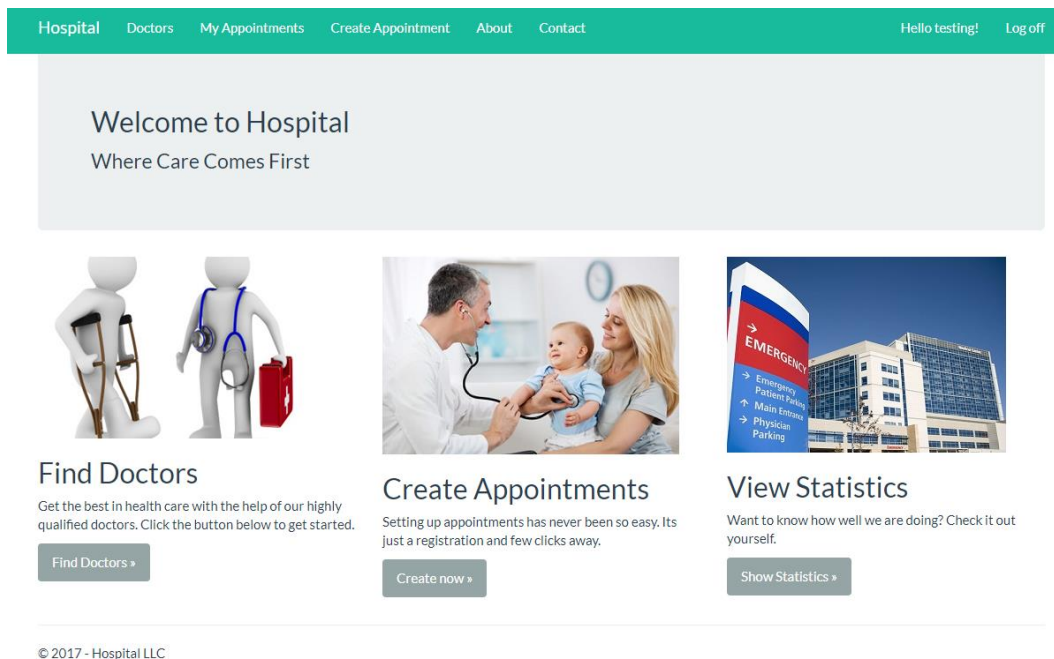 Hospital Doctors My Appointments Create Appointment About Contact Hello testing! Log off
Welcome to Hospital
Where Care Comes First
Find Doctors
Get the best in health care with the help of our highly
qualified doctors. Click the button below to get started.
Find Doctors »
Create Appointments
Setting up appointments has never been so easy. Its
just a registration and few clicks away.
Create now »
→
EMERGENCY
→ Emergency
Patient Parking
↑ Main Entrance
→ Physician
Parking
View Statistics
Want to know how well we are doing? Check it out
yourself.
Show Statistics »
© 2017 - Hospital LLC